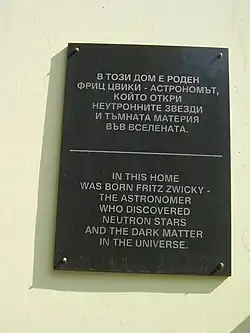 В ТОЗИ ДОМ Е РОДЕН
ФРИЦ ЦВИКИ - АСТРОНОМЪТ,
КОЙТО ОТКРИ
НЕУТРОННИТЕ ЗВЕЗДИ
И ТЪМНАТА МАТЕРИЯ
ВЪВ ВСЕЛЕНАТА.
IN THIS HOME
WAS BORN FRITZ ZWICKY -
THE ASTRONOMER
WHO DISCOVERED
NEUTRON STARS
AND THE DARK MATTER
IN THE UNIVERSE.